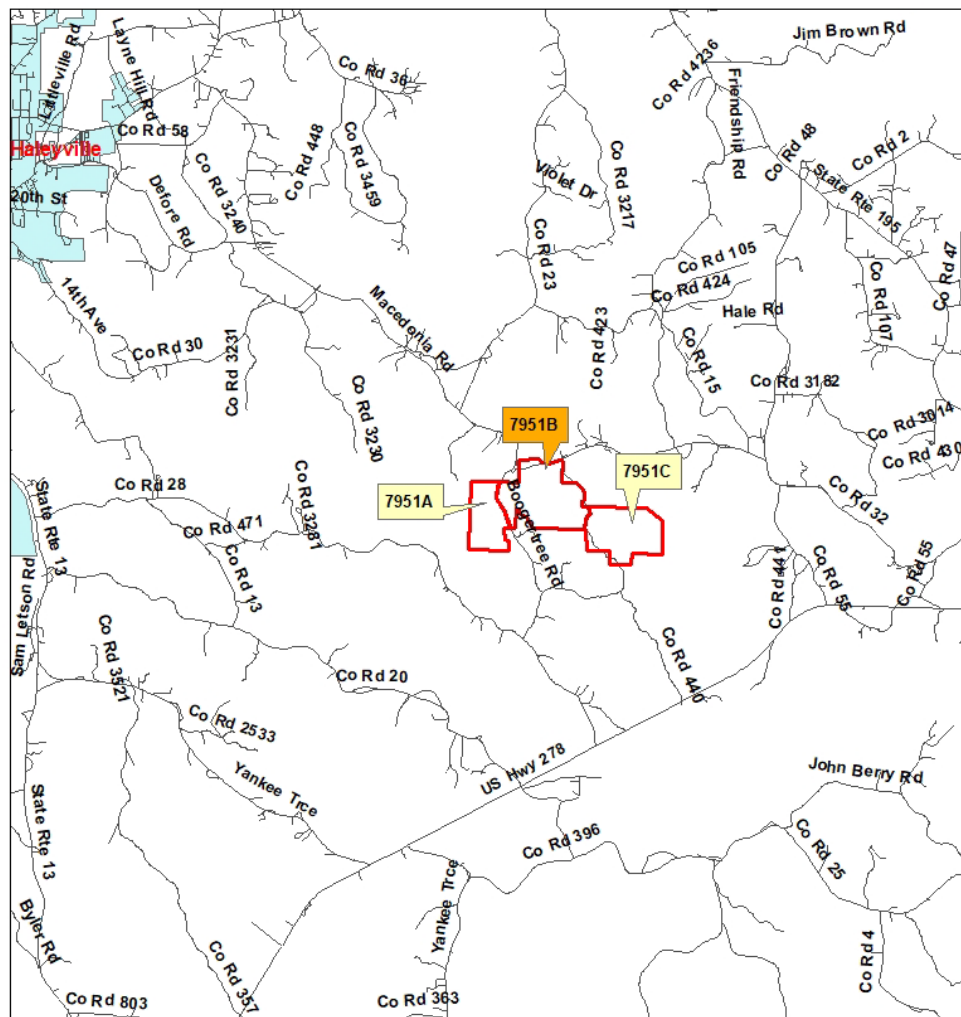 Jim Brown Rd
Littleville Rd
Layne Hill Rd
Co Rd 36
Co Rd 4236
Friendship Rd
Co Rd 58
Haleyville
Co Rd 448
Co Rd 3459
Co Rd 48
Co Rd 2
20th St
Defore Rd
Co Rd 3240
Violet Dr
Co Rd 3217
State Rte 195
Co Rd 23
Co Rd 105
Co Rd 424
Co Rd 47
14th Ave
Macedonia Rd
Co Rd 423
Hale Rd
Co Rd 107
Co Rd 30
Co Rd 3231
Co Rd 15
Co Rd 3182
Co Rd 3230
Co Rd 3014
7951B
Co Rd 430
7951C
7951A
State Rte 13
Co Rd 28
Co Rd 3281
Boogertree Rd
Co Rd 32
Co Rd 471
Co Rd 13
Co Rd 441
Co Rd 55
Co Rd 55
Sam Letson Rd
Co Rd 3521
Co Rd 20
Co Rd 440
Co Rd 2533
US Hwy 278
Yankee Trce
John Berry Rd
State Rte 13
Co Rd 396
Co Rd 25
Byler Rd
Yankee Trce
Co Rd 4
Co Rd 357
Co Rd 803
Co Rd 363